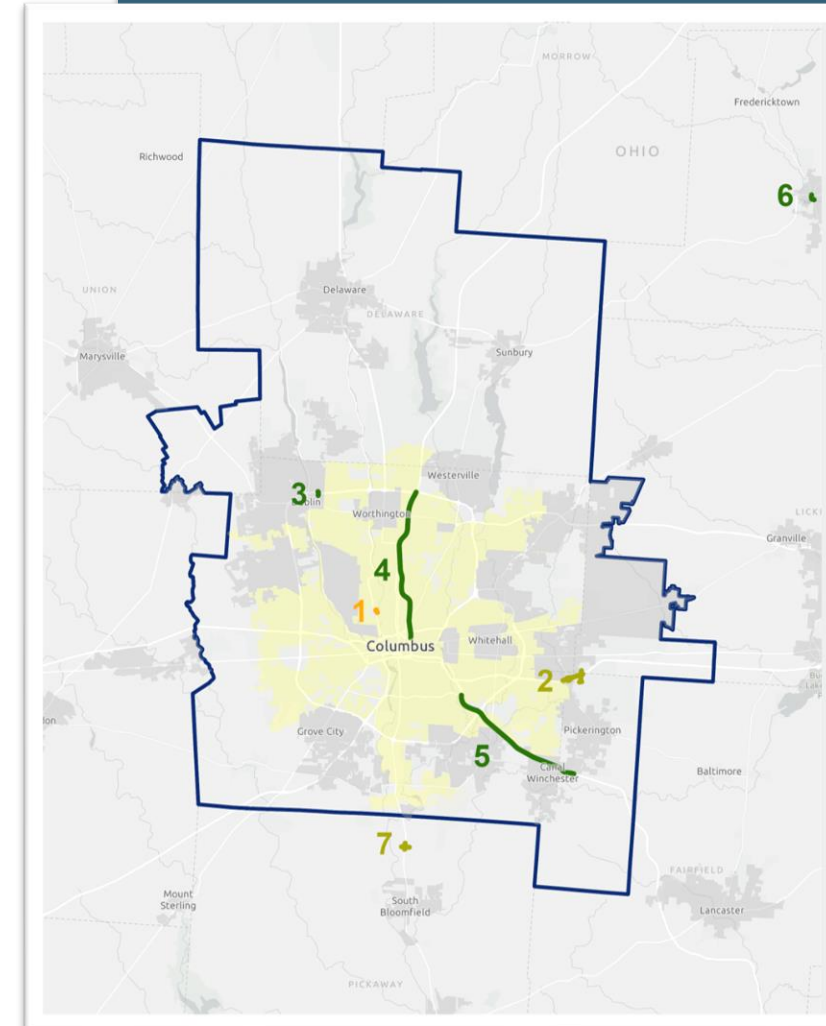 MORROW
Fredericktown
OHIO
Richwood
6
UNION
Delaware
DELAWARE
Marysville
Sunbury
Westerville
3
Worthington
Granville
4
1
Columbus
Whitehall
2
Grove City
Pickerington
5
Canal
Winchester
Baltimore
7
FAIRFIELD
Mount
Sterling
South
Bloomfield
Lancaster
PICKAWAY